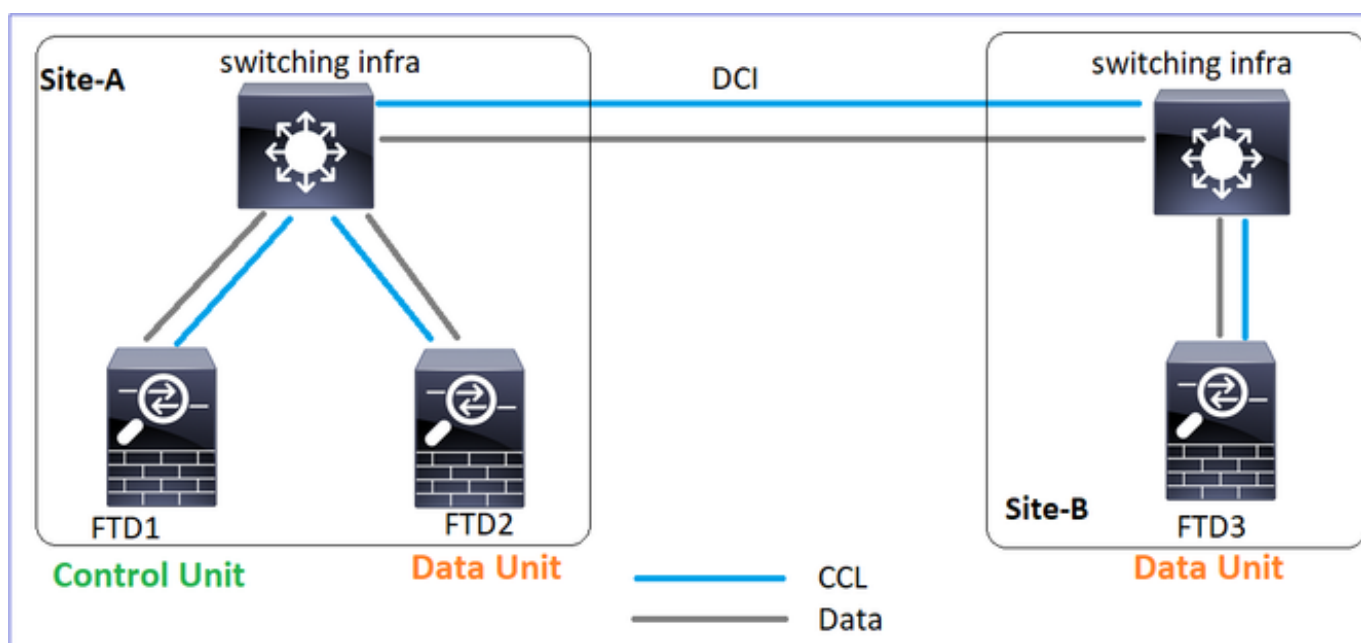 switching infra
Site-A
DCI
switching infra
FTD1
FTD2
Control Unit
Data Unit
Site-B
FTD3
Data Unit
CCL
Data